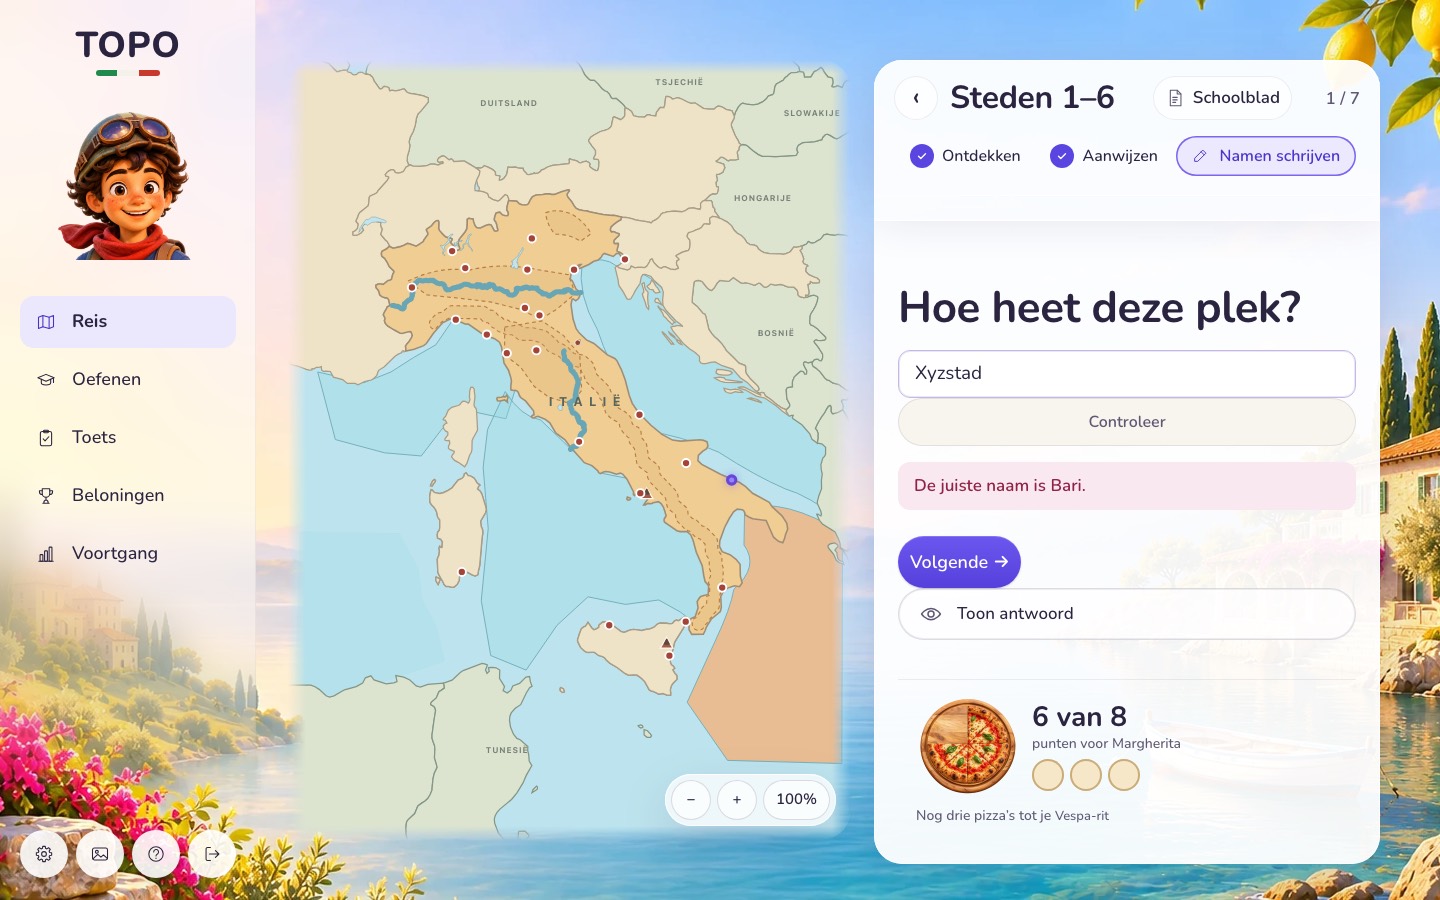 TOPO
Reis
Oefenen
Toets
Beloningen
Voortgang
TSJECHIË
DUITSLAND
SLOWAKIJE
HONGARIJE
BOSNIË
ITALIË
TUNESIË
−
+
100%
‹
Steden 1–6
Schoolblad
1 / 7
Ontdekken
Aanwijzen
Namen schrijven
Hoe heet deze plek?
Xyzstad
Controleer
De juiste naam is Bari.
Volgende →
Toon antwoord
6 van 8
punten voor Margherita
Nog drie pizza's tot je Vespa-rit